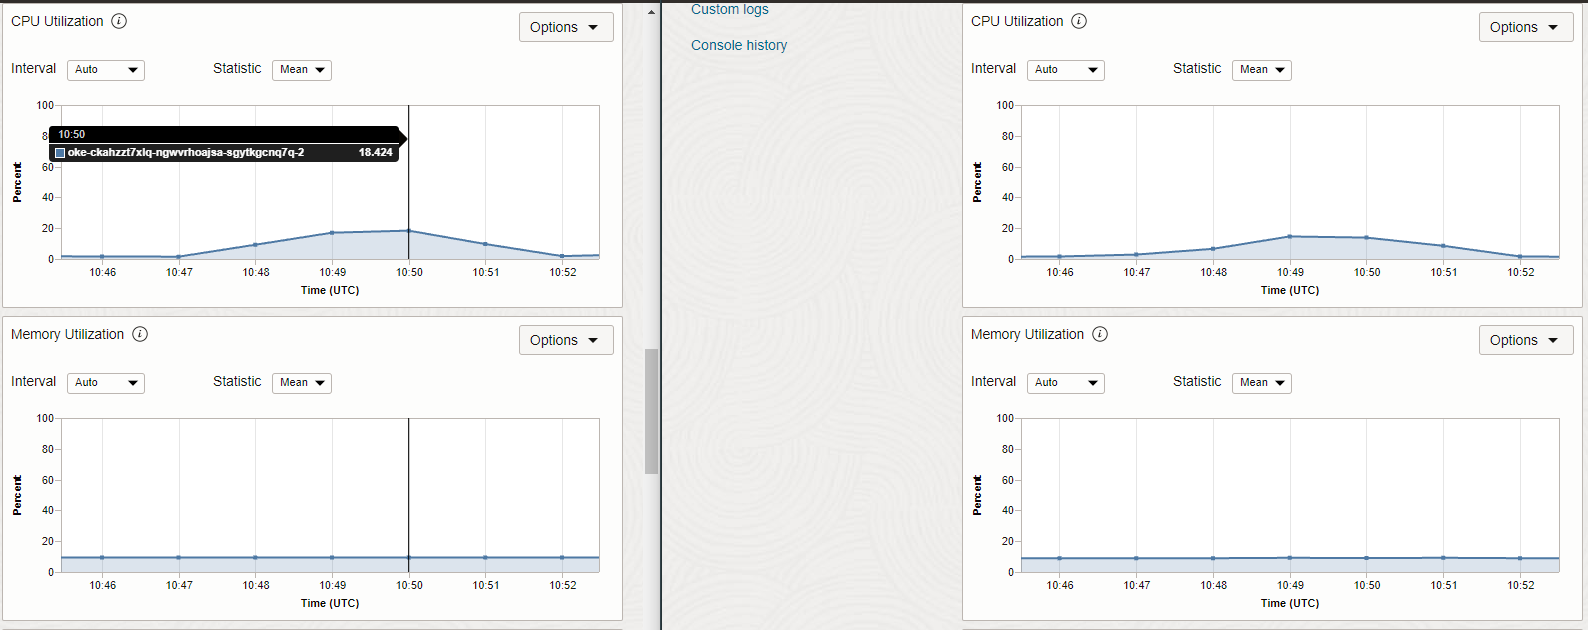 CPU Utilization i
Options
Interval Auto Statistic Mean
100
8
60
40
20
0
Percent
10:50
oke-ckahzzt7xlq-ngwvrhoajsa-sgytkgcnq7q-2 18.424
10:46 10:47 10:48 10:49 10:50 10:51 10:52
Time (UTC)
Memory Utilization i
Options
Interval Auto Statistic Mean
100
80
60
40
20
0
Percent
10:46 10:47 10:48 10:49 10:50 10:51 10:52
Time (UTC)
Custom logs
Console history
CPU Utilization i
Options
Interval Auto Statistic Mean
100
80
60
40
20
0
Percent
10:46 10:47 10:48 10:49 10:50 10:51 10:52
Time (UTC)
Memory Utilization i
Options
Interval Auto Statistic Mean
100
80
60
40
20
0
Percent
10:46 10:47 10:48 10:49 10:50 10:51 10:52
Time (UTC)